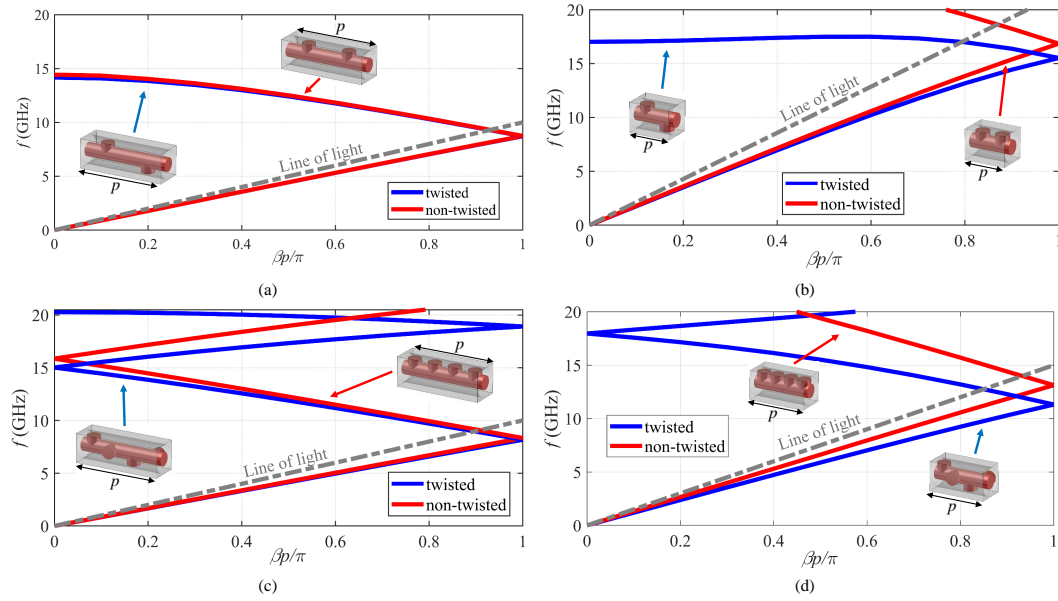 20
15
10
5
0
f (GHz)
p
p
Line of light
twisted
non-twisted
0
0.2
0.4
0.6
0.8
1
βp/π
(a)
20
15
10
5
0
f (GHz)
p
p
Line of light
twisted
non-twisted
0
0.2
0.4
0.6
0.8
1
βp/π
(b)
20
15
10
5
0
f (GHz)
p
p
Line of light
twisted
non-twisted
0
0.2
0.4
0.6
0.8
1
βp/π
(c)
20
15
10
5
0
f (GHz)
p
p
Line of light
twisted
non-twisted
0
0.2
0.4
0.6
0.8
1
βp/π
(d)